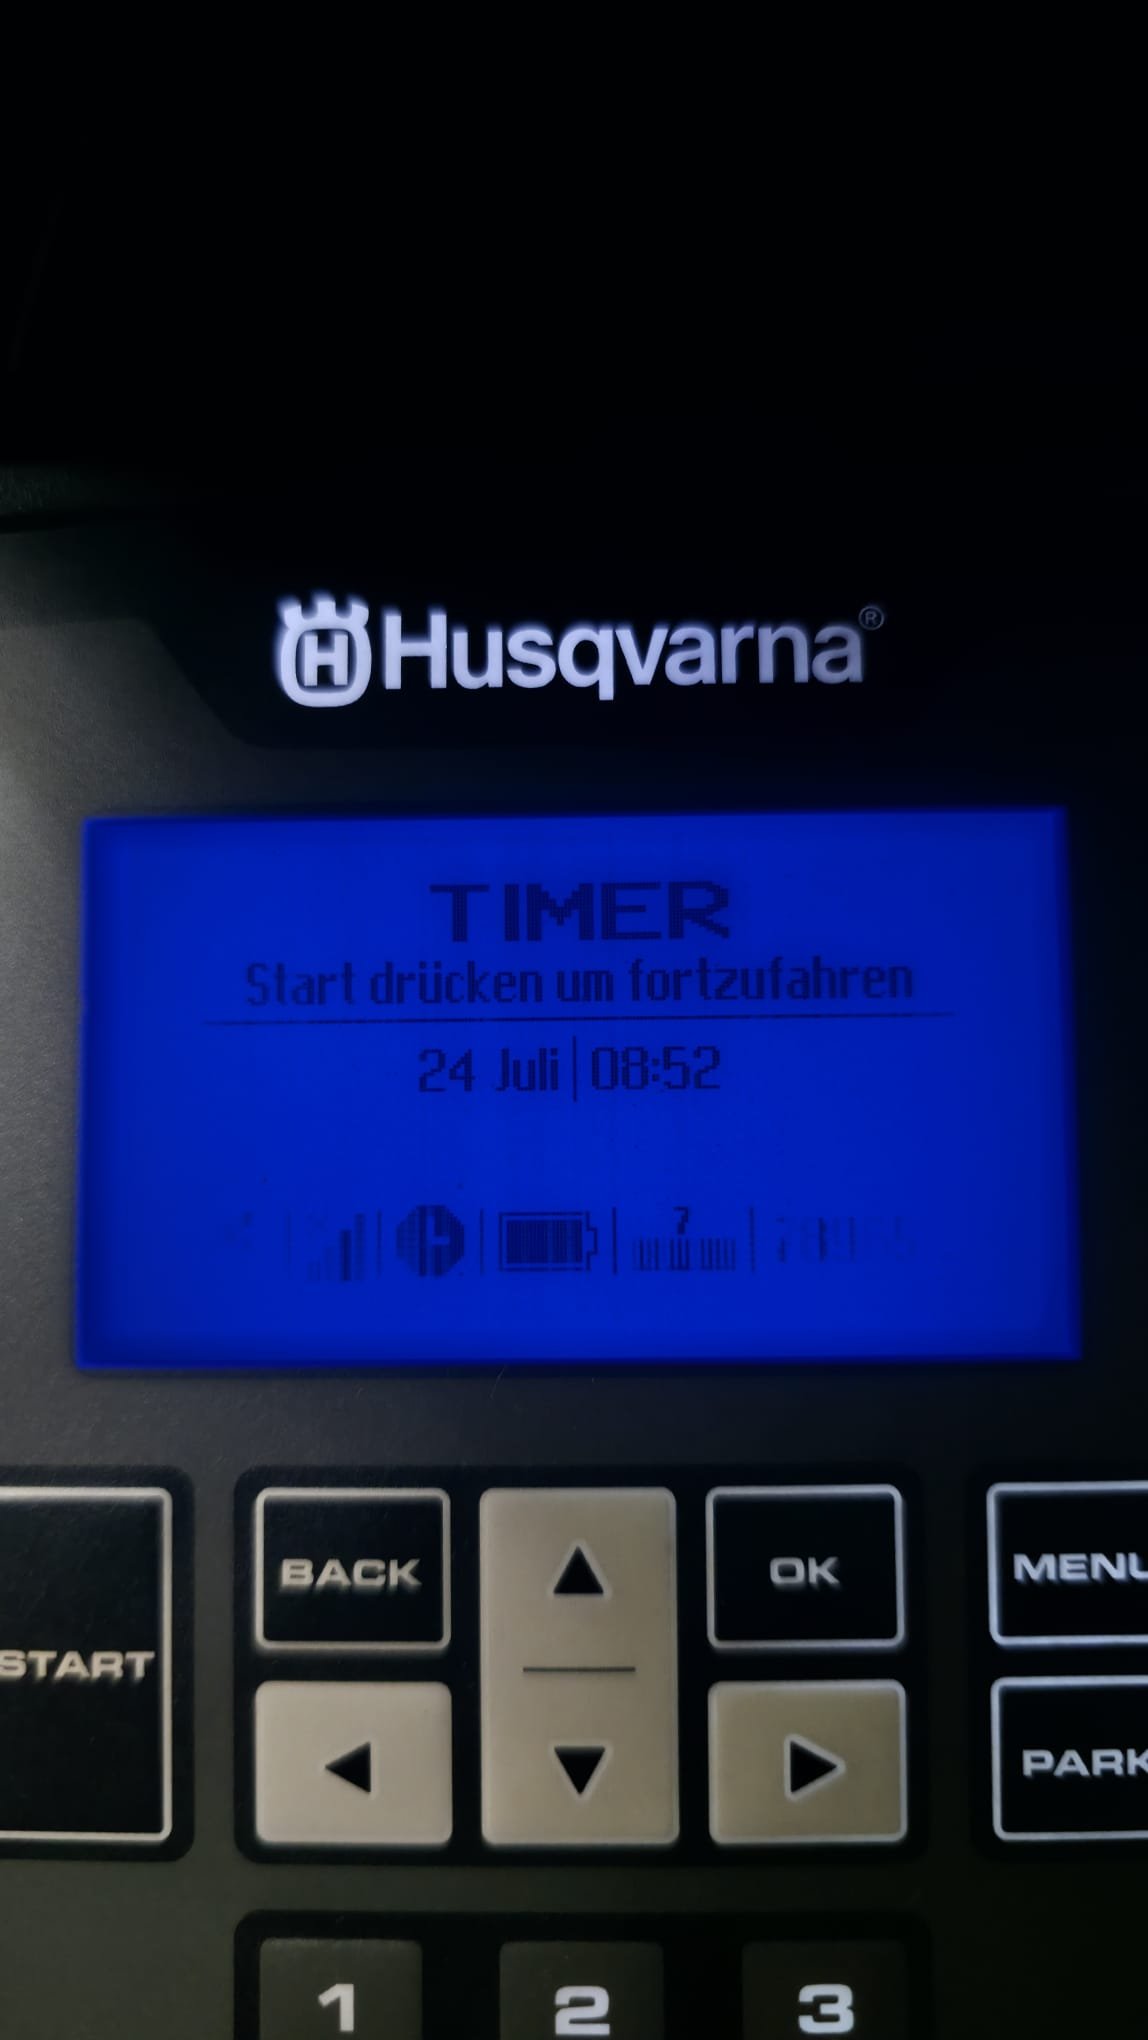 Husqvarna®
TIMER
Start drücken um fortzufahren
24 Juli 08:52
7
BACK
OK
MENU
START
PARK
1 2 3